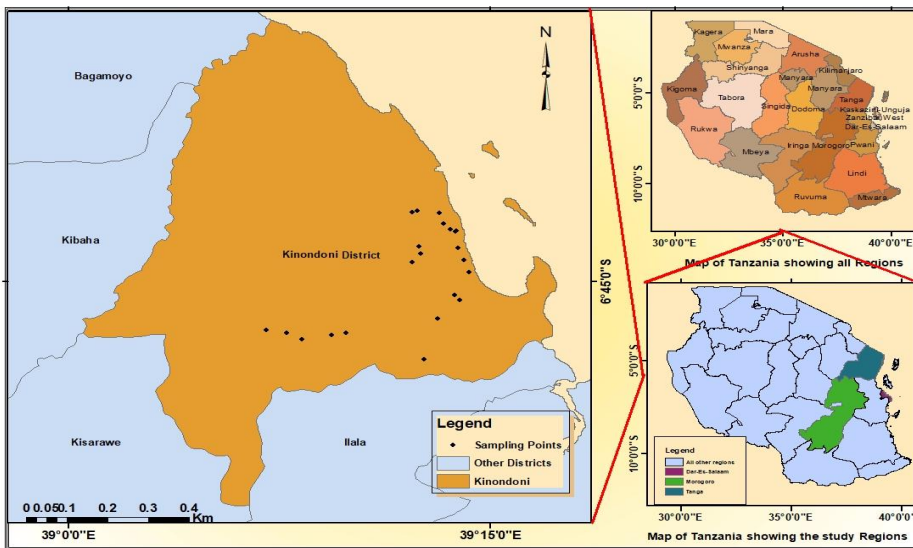 Bagamoyo
N
Kibaha
Kinondoni District
6°45'0"S
Kisarawe
Ilala
Legend
Sampling Points
Other Districts
Kinondoni
0 0.050.1 0.2 0.3 0.4
Km
39°0'0"E
39°15'0"E
Kagera
Mara
Mwanza
Arusha
Shinyanga
Manyara
Kilimanjaro
Kigoma
Tabora
Singida
Dodoma
Manyara
Tanga
Kaskazini-Unguja
Zanzibar West
Dar-Es-Salaam
Rukwa
Mbeya
Iringa
Morogoro
Pwani
Lindi
Ruvuma
Mtwara
5°0'0"S
10°0'0"S
30°0'0"E
35°0'0"E
40°0'0"E
Map of Tanzania showing all Regions
5°0'0"S
10°0'0"S
Legend
All other regions
Dar-Es-Salaam
Morogoro
Tanga
30°0'0"E
35°0'0"E
40°0'0"E
Map of Tanzania showing the study Regions